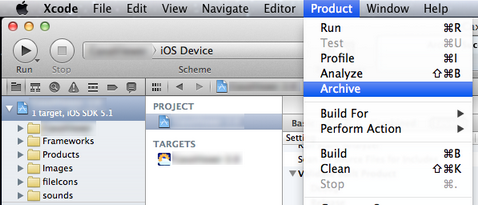 Xcode File Edit View Navigate Editor Product Window Help
Run ⌘R
Test ⌘U
Profile ⌘I
Analyze ⇧⌘B
Archive
Build For
Perform Action
Build ⌘B
Clean ⇧⌘K
Stop ⌘.
Run Stop
iOS Device
Scheme
1 target, iOS SDK 5.1
Frameworks
Products
Images
fileIcons
sounds
PROJECT
TARGETS